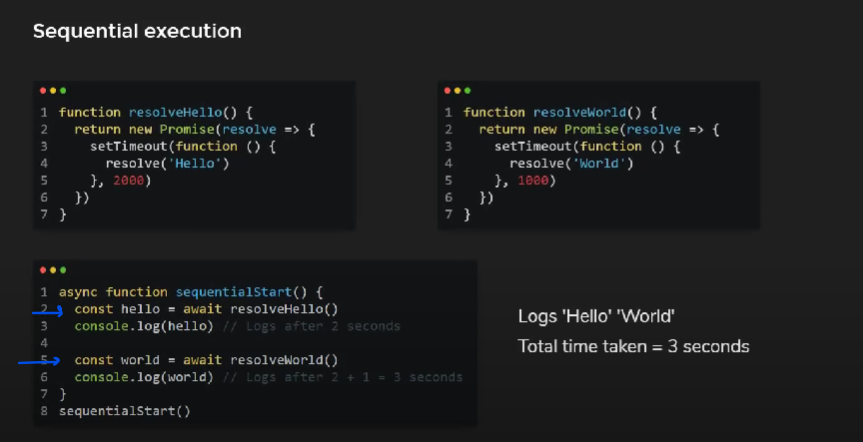 Sequential execution
1 function resolveHello() {
2 return new Promise(resolve => {
3 setTimeout(function () {
4 resolve('Hello')
5 }, 2000)
6 })
7 }
1 function resolveWorld() {
2 return new Promise(resolve => {
3 setTimeout(function () {
4 resolve('World')
5 }, 1000)
6 })
7 }
1 async function sequentialStart() {
2 const hello = await resolveHello()
3 console.log(hello) // Logs after 2 seconds
4
5 const world = await resolveWorld()
6 console.log(world) // Logs after 2 + 1 = 3 seconds
7 }
8 sequentialStart()
Logs 'Hello' 'World'
Total time taken = 3 seconds